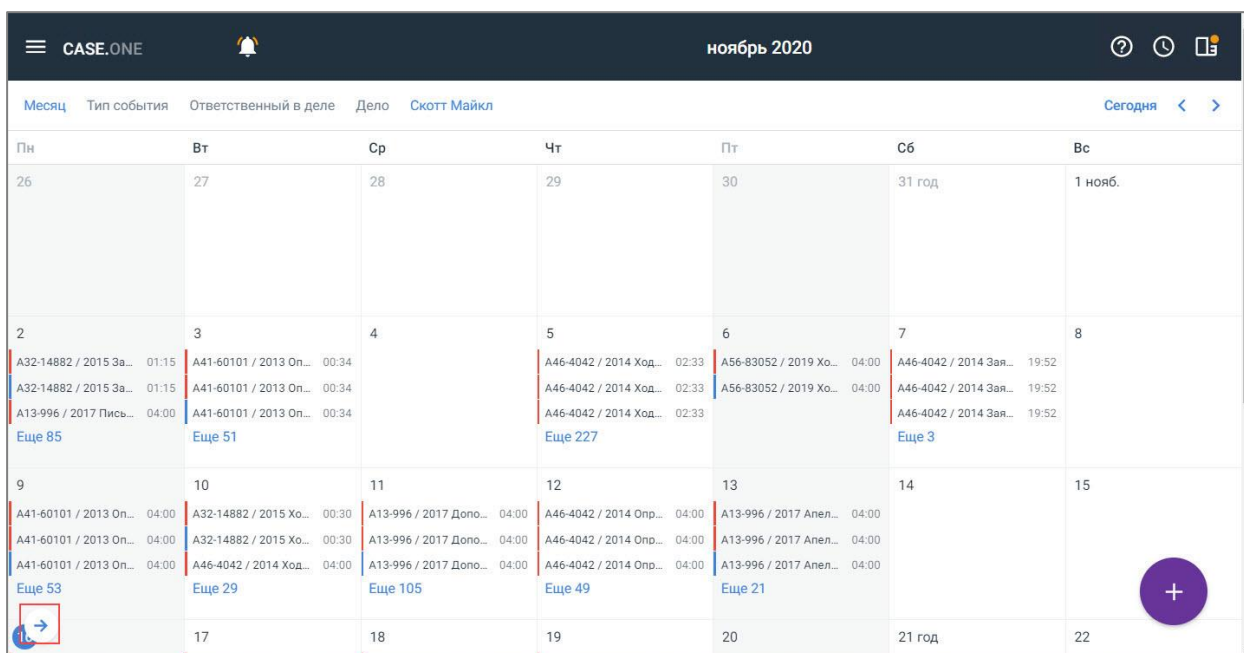 CASE.ONE ноябрь 2020
Месяц Тип события Ответственный в деле Дело Скотт Майкл Сегодня
Пн Вт Ср Чт Пт Сб Вс
26 27 28 29 30 31 год 1 нояб.
2 3 4 5 6 7 8
А32-14882 / 2015 За... 01:15 А41-60101 / 2013 Оп... 00:34 А46-4042 / 2014 Ход... 02:33 А56-83052 / 2019 Хо... 04:00 А46-4042 / 2014 Зая... 19:52
А32-14882 / 2015 За... 01:15 А41-60101 / 2013 Оп... 00:34 А46-4042 / 2014 Ход... 02:33 А56-83052 / 2019 Хо... 04:00 А46-4042 / 2014 Зая... 19:52
А13-996 / 2017 Пись... 04:00 А41-60101 / 2013 Оп... 00:34 А46-4042 / 2014 Ход... 02:33 А46-4042 / 2014 Зая... 19:52
Еще 85 Еще 51 Еще 227 Еще 3
9 10 11 12 13 14 15
А41-60101 / 2013 Оп... 04:00 А32-14882 / 2015 Хо... 00:30 А13-996 / 2017 Допо... 04:00 А46-4042 / 2014 Опр... 04:00 А13-996 / 2017 Апел... 04:00
А41-60101 / 2013 Оп... 04:00 А32-14882 / 2015 Хо... 00:30 А13-996 / 2017 Допо... 04:00 А46-4042 / 2014 Опр... 04:00 А13-996 / 2017 Апел... 04:00
А41-60101 / 2013 Оп... 04:00 А46-4042 / 2014 Ход... 04:00 А13-996 / 2017 Допо... 04:00 А46-4042 / 2014 Опр... 04:00 А13-996 / 2017 Апел... 04:00
Еще 53 Еще 29 Еще 105 Еще 49 Еще 21
17 18 19 20 21 год 22